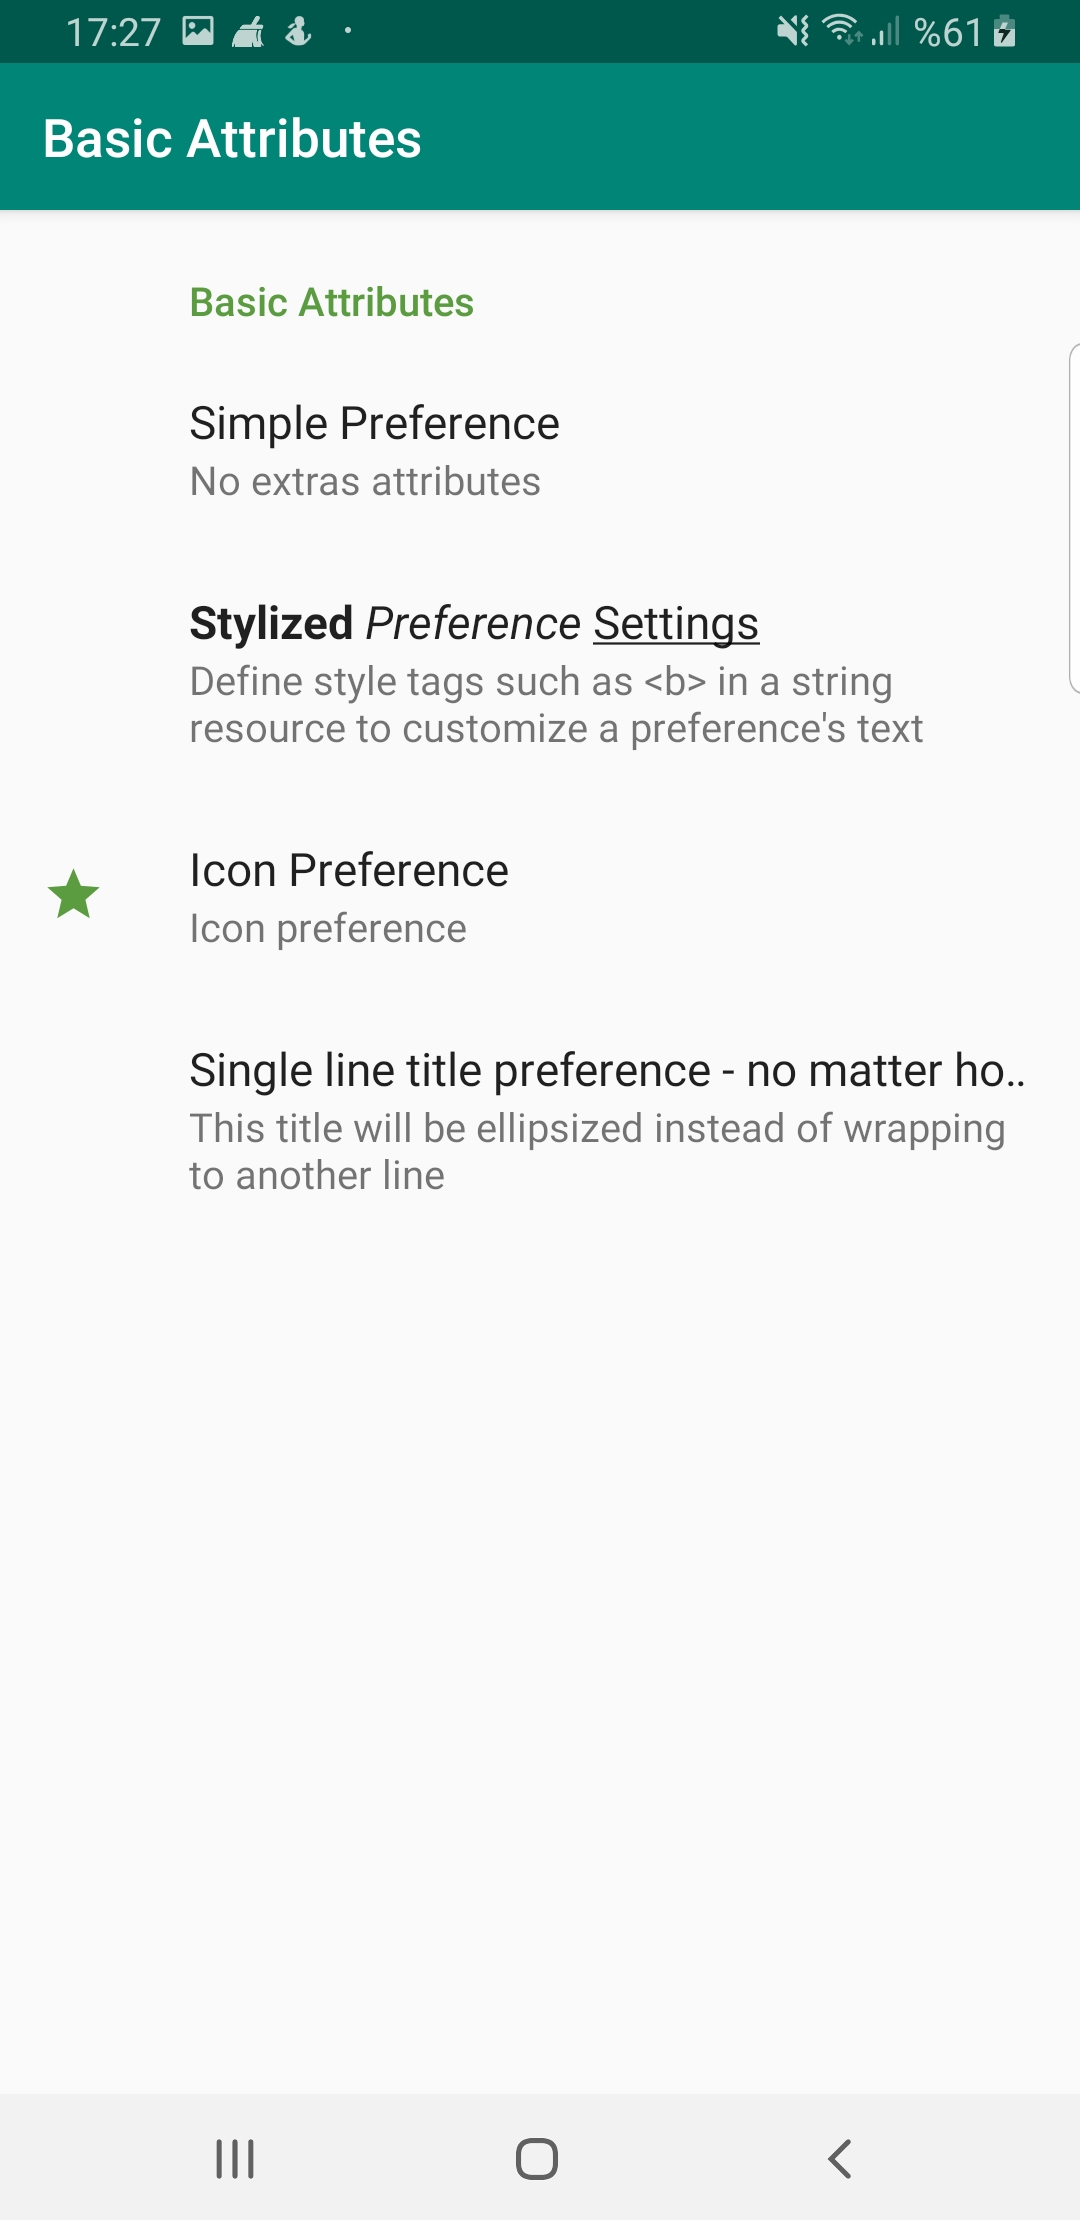 17:27 %61
Basic Attributes
Basic Attributes
Simple Preference
No extras attributes
Stylized Preference Settings
Define style tags such as <b> in a string
resource to customize a preference's text
Icon Preference
Icon preference
Single line title preference - no matter ho..
This title will be ellipsized instead of wrapping
to another line